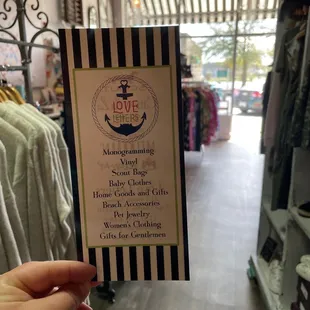 LOVE
LETTERS
Monogramming
Vinyl
Scout Bags
Baby Clothes
Home Goods and Gifts
Beach Accessories
Pet Jewelry
Women's Clothing
Gifts for Gentlemen